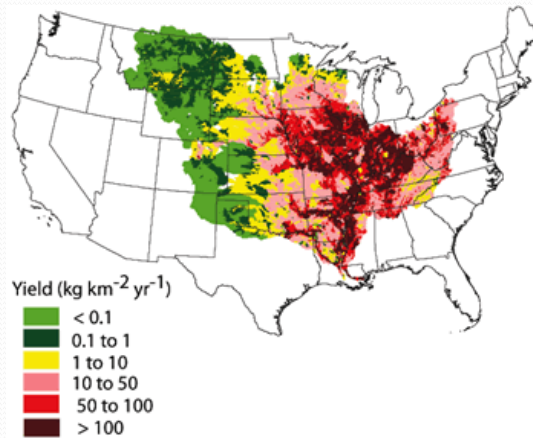 Yield (kg km⁻² yr⁻¹)
< 0.1
0.1 to 1
1 to 10
10 to 50
50 to 100
> 100